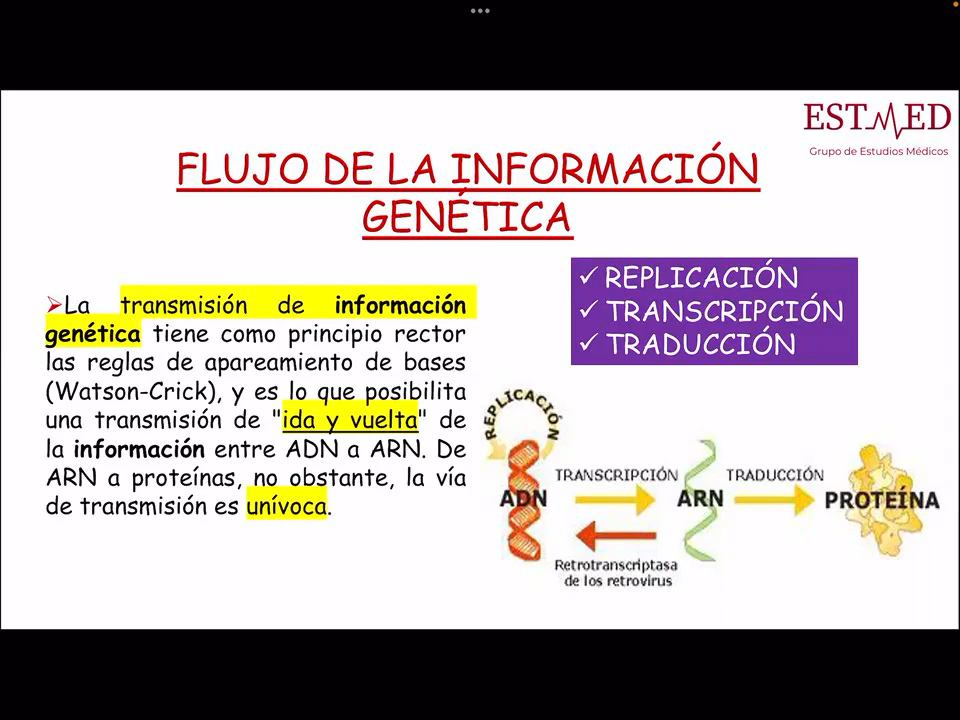 ESTMED
Grupo de Estudios Médicos
FLUJO DE LA INFORMACIÓN
GENÉTICA
La transmisión de información
genética tiene como principio rector
las reglas de apareamiento de bases
(Watson-Crick), y es lo que posibilita
una transmisión de "ida y vuelta" de
la información entre ADN a ARN. De
ARN a proteínas, no obstante, la vía
de transmisión es unívoca.
✓ REPLICACIÓN
✓ TRANSCRIPCIÓN
✓ TRADUCCIÓN
REPLICACIÓN
TRANSCRIPCIÓN
TRADUCCIÓN
ADN
ARN
PROTEÍNA
Retrotranscriptasa
de los retrovirus